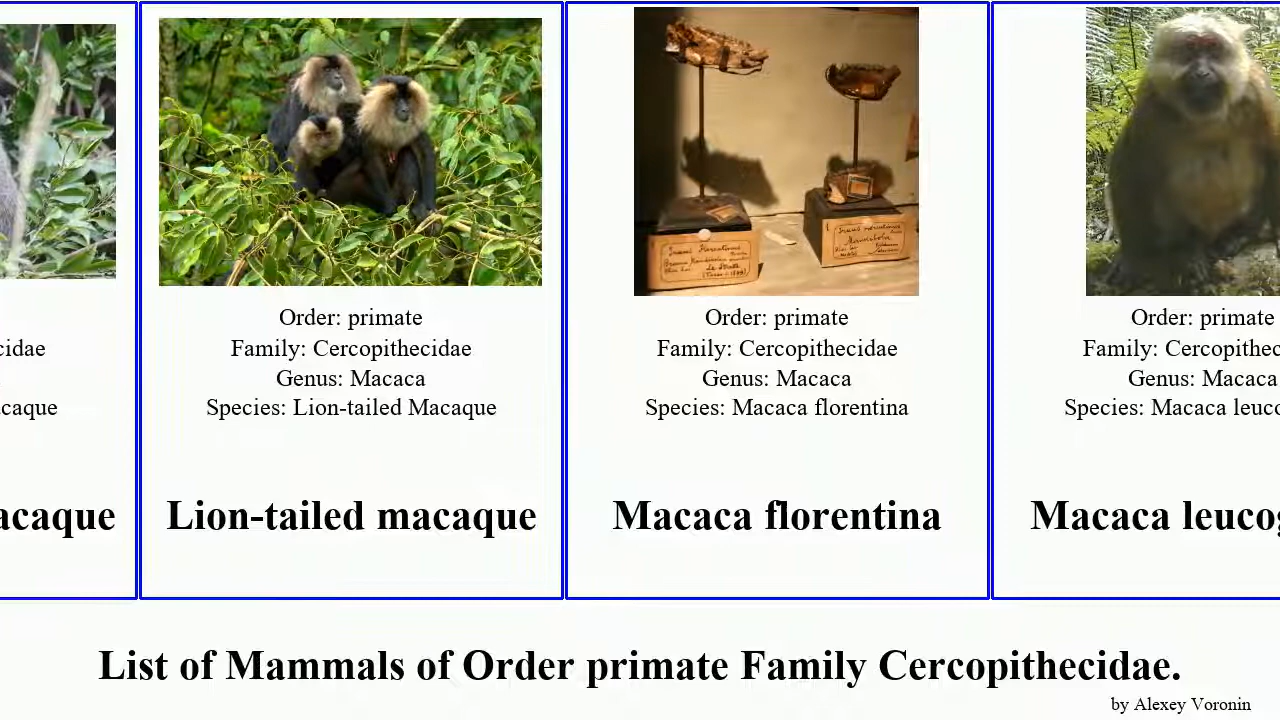 cidae
acaque
acaque
Order: primate
Family: Cercopithecidae
Genus: Macaca
Species: Lion-tailed Macaque
Lion-tailed macaque
Order: primate
Family: Cercopithecidae
Genus: Macaca
Species: Macaca florentina
Macaca florentina
Order: primate
Family: Cercopithec
Genus: Macaca
Species: Macaca leuco
Macaca leucog
List of Mammals of Order primate Family Cercopithecidae.
by Alexey Voronin